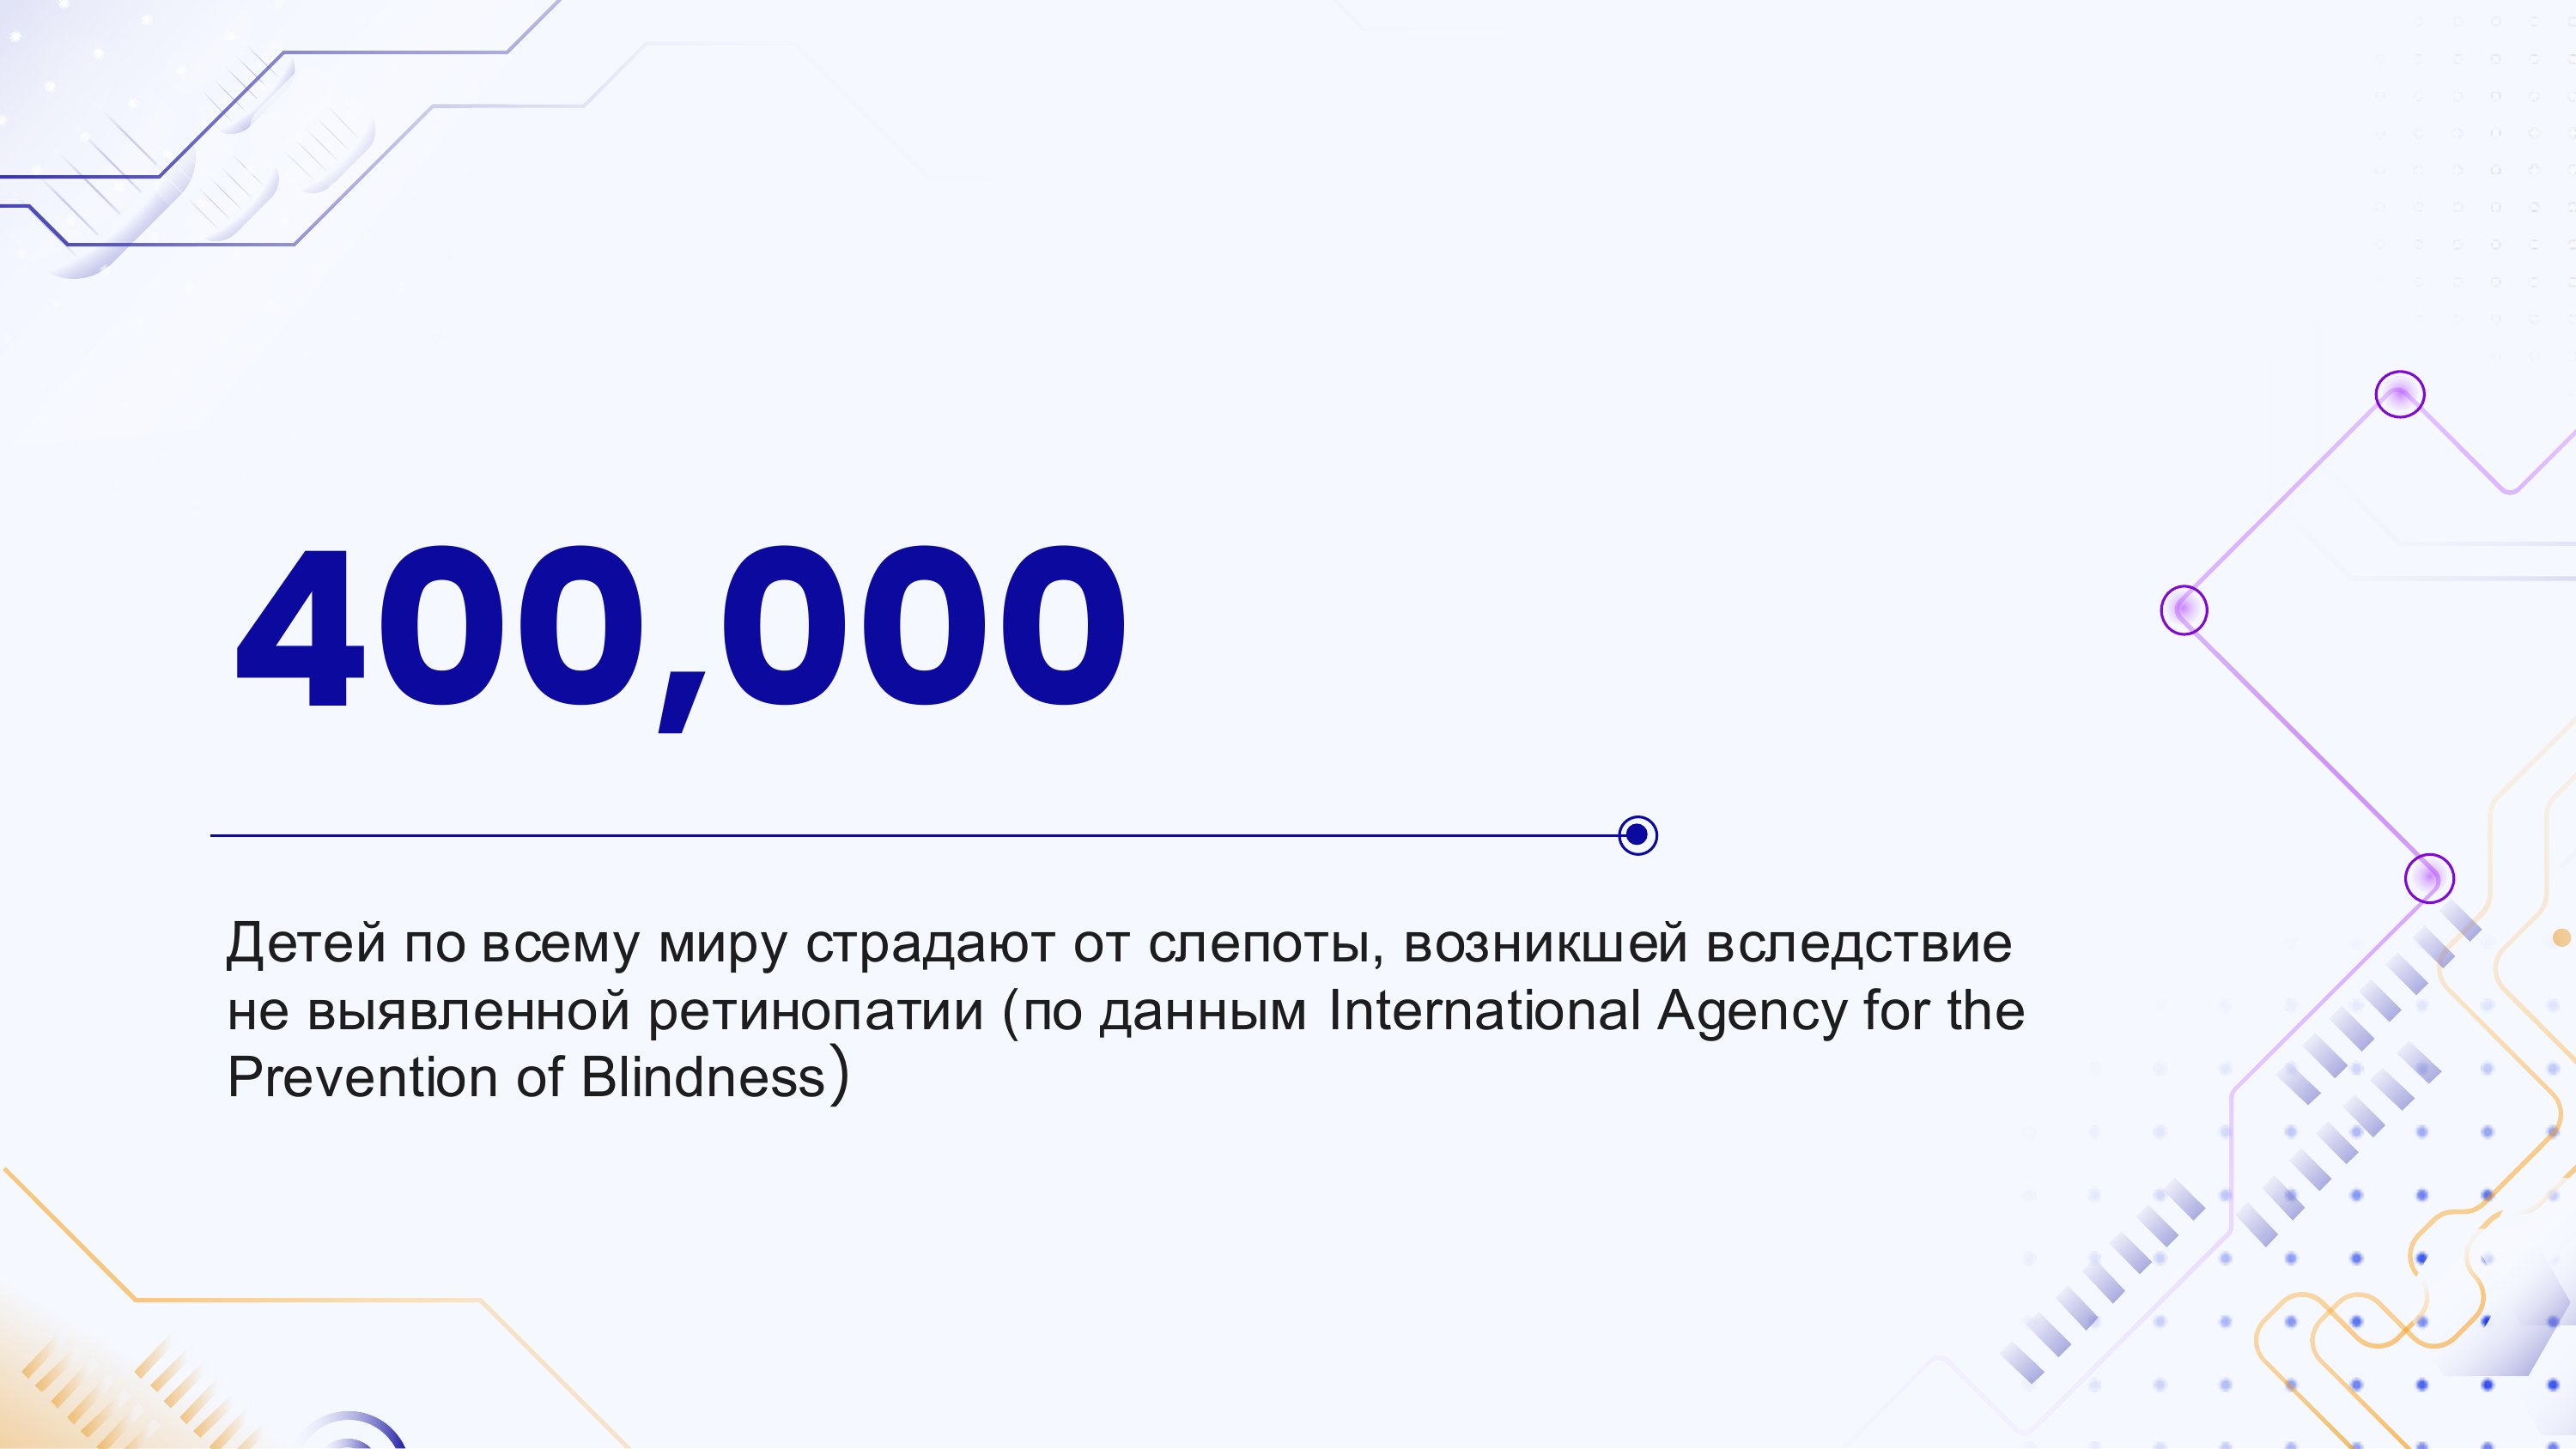 400,000
Детей по всему миру страдают от слепоты, возникшей вследствие
не выявленной ретинопатии (по данным International Agency for the
Prevention of Blindness)